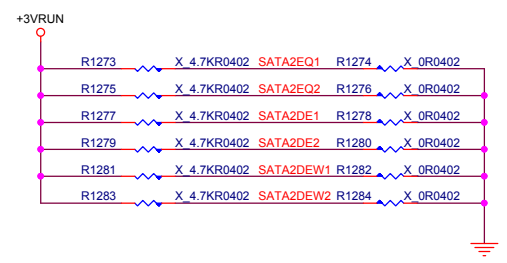 +3VRUN
R1273 X_4.7KR0402 SATA2EQ1 R1274 X_0R0402
R1275 X_4.7KR0402 SATA2EQ2 R1276 X_0R0402
R1277 X_4.7KR0402 SATA2DE1 R1278 X_0R0402
R1279 X_4.7KR0402 SATA2DE2 R1280 X_0R0402
R1281 X_4.7KR0402 SATA2DEW1 R1282 X_0R0402
R1283 X_4.7KR0402 SATA2DEW2 R1284 X_0R0402